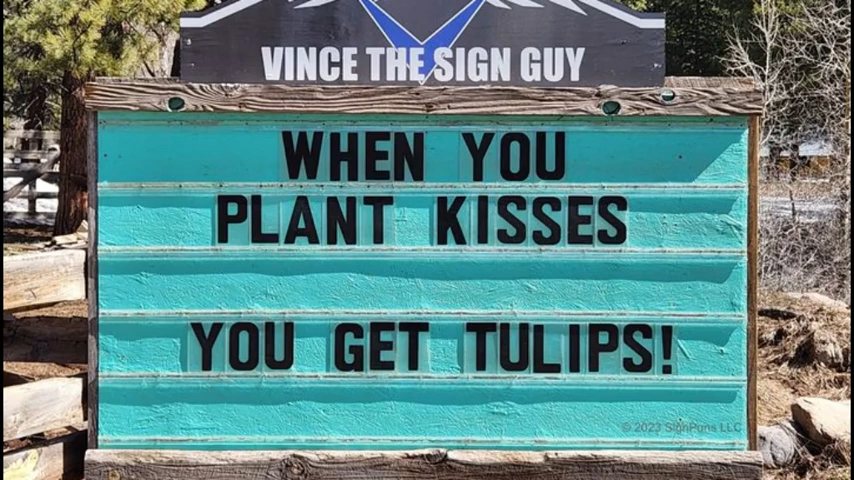 VINCE THE SIGN GUY
WHEN YOU
PLANT KISSES
YOU GET TULIPS!
© 2023 SignPuns LLC